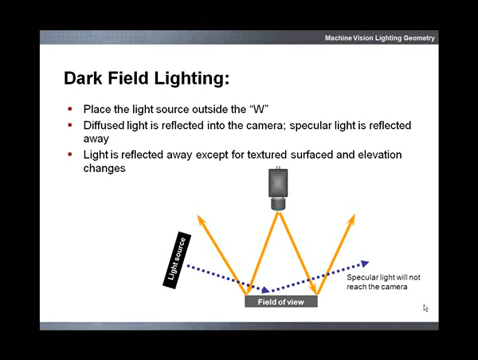 Machine Vision Lighting Geometry
Dark Field Lighting:
Place the light source outside the “W”
Diffused light is reflected into the camera; specular light is reflected
away
Light is reflected away except for textured surfaced and elevation
changes
Light source
Specular light will not
reach the camera
Field of view